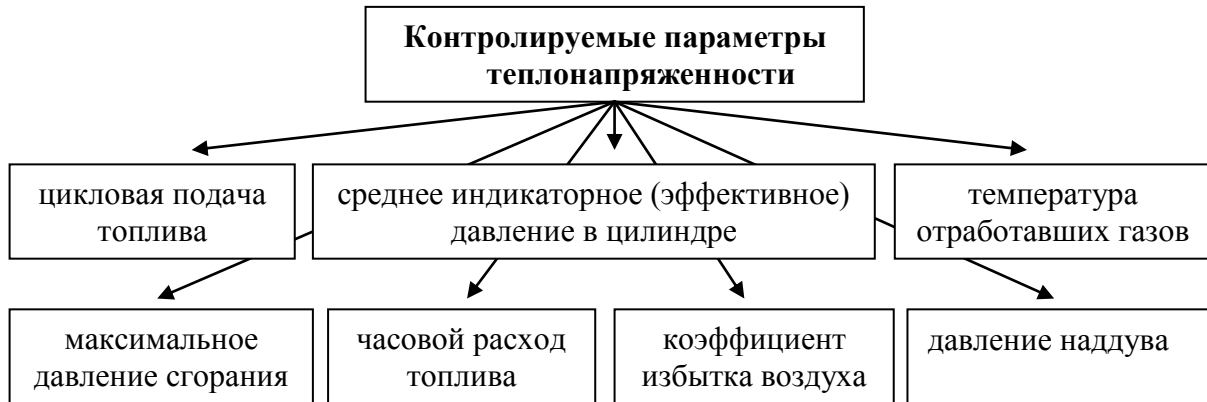 Контролируемые параметры
теплонапряженности
цикловая подача
топлива
среднее индикаторное (эффективное)
давление в цилиндре
температура
отработавших газов
максимальное
давление сгорания
часовой расход
топлива
коэффициент
избытка воздуха
давление наддува